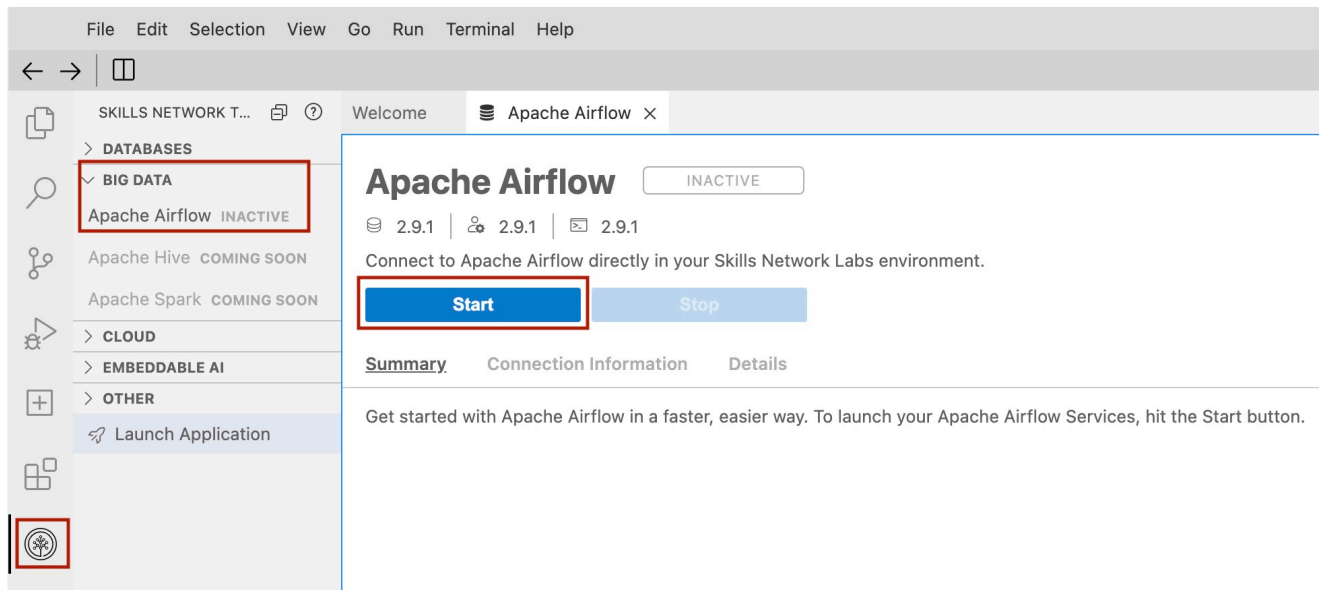 File Edit Selection View Go Run Terminal Help
SKILLS NETWORK T...
DATABASES
BIG DATA
Apache Airflow INACTIVE
Apache Hive COMING SOON
Apache Spark COMING SOON
CLOUD
EMBEDDABLE AI
OTHER
Launch Application
Welcome
Apache Airflow
Apache Airflow INACTIVE
2.9.1 2.9.1 2.9.1
Connect to Apache Airflow directly in your Skills Network Labs environment.
Start Stop
Summary Connection Information Details
Get started with Apache Airflow in a faster, easier way. To launch your Apache Airflow Services, hit the Start button.